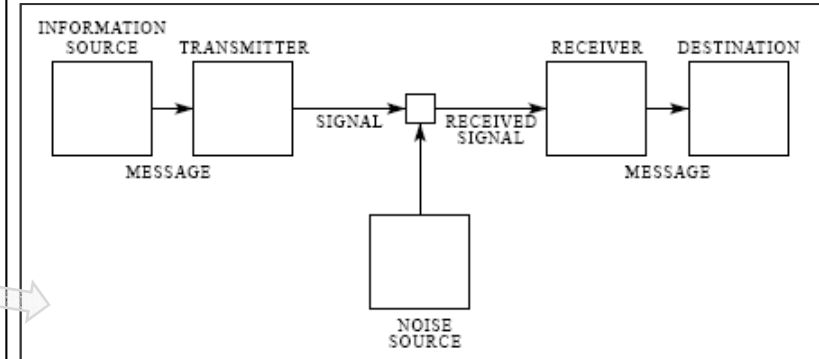 INFORMATION
SOURCE
TRANSMITTER
RECEIVER
DESTINATION
SIGNAL
RECEIVED
SIGNAL
MESSAGE
MESSAGE
NOISE
SOURCE